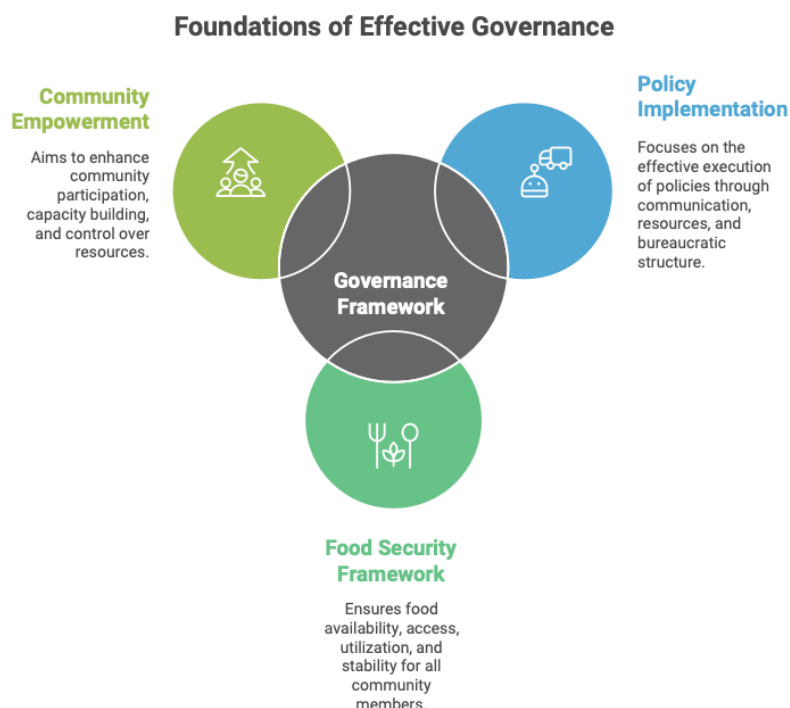 Foundations of Effective Governance
Community
Empowerment
Aims to enhance
community
participation,
capacity building,
and control over
resources.
Policy
Implementation
Focuses on the
effective execution
of policies through
communication,
resources, and
bureaucratic
structure.
Governance
Framework
Food Security
Framework
Ensures food
availability, access,
utilization, and
stability for all
community
members.